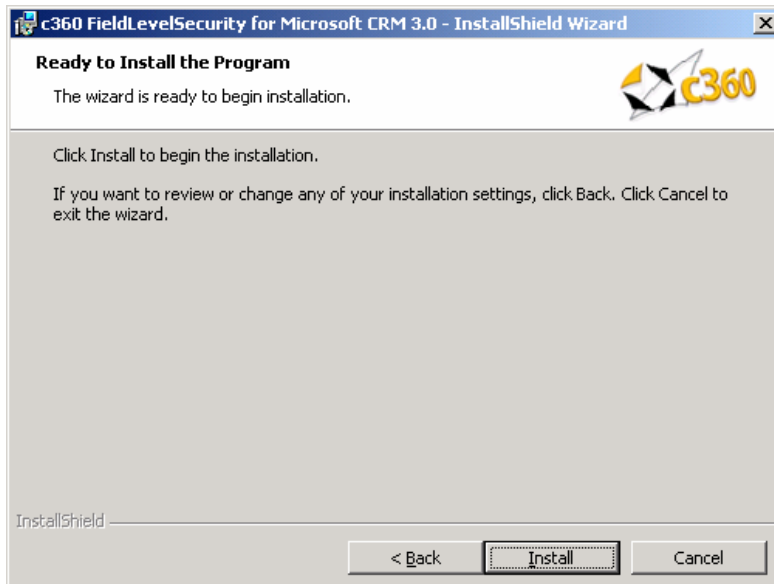 c360 FieldLevelSecurity for Microsoft CRM 3.0 - InstallShield Wizard
Ready to Install the Program
The wizard is ready to begin installation.
c360
Click Install to begin the installation.
If you want to review or change any of your installation settings, click Back. Click Cancel to
exit the wizard.
InstallShield
< Back Install Cancel